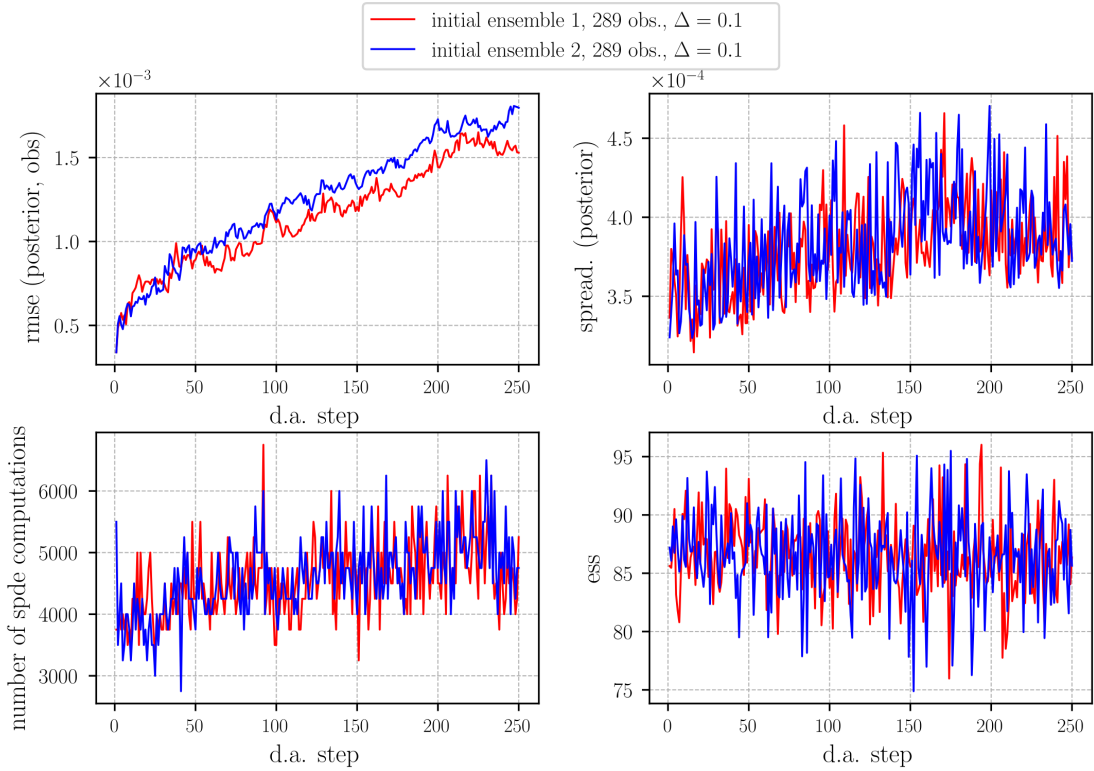 initial ensemble 1, 289 obs., Δ = 0.1
initial ensemble 2, 289 obs., Δ = 0.1
×10⁻³
rmse (posterior, obs)
1.5
1.0
0.5
0 50 100 150 200 250
d.a. step
×10⁻⁴
spread. (posterior)
4.5
4.0
3.5
0 50 100 150 200 250
d.a. step
number of spde computations
6000
5000
4000
3000
0 50 100 150 200 250
d.a. step
ess
95
90
85
80
75
0 50 100 150 200 250
d.a. step